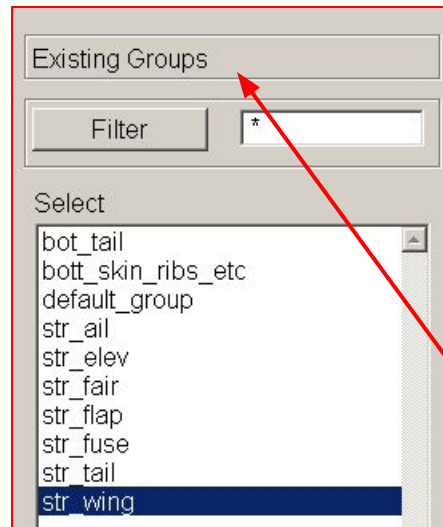 Existing Groups
Filter
*
Select
bot_tail
bott_skin_ribs_etc
default_group
str_ail
str_elev
str_fair
str_flap
str_fuse
str_tail
str_wing